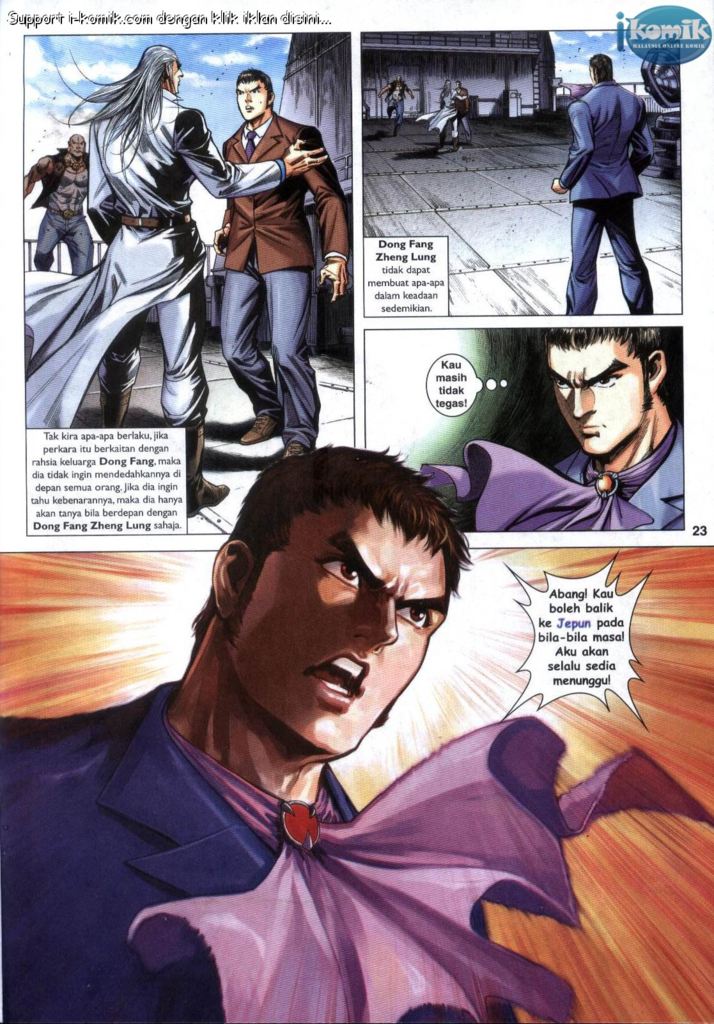 Support i-komik.com dengan klik iklan disini...
ikomik
MALAYSIA ONLINE KOMIK
Dong Fang
Zheng Lung
tidak dapat
membuat apa-apa
dalam keadaan
sedemikian.
Tak kira apa-apa berlaku, jika
perkara itu berkaitan dengan
rahsia keluarga Dong Fang, maka
dia tidak ingin mendedahkannya di
depan semua orang. Jika dia ingin
tahu kebenarannya, maka dia hanya
akan tanya bila berdepan dengan
Dong Fang Zheng Lung sahaja.
Kau
masih
tidak
tegas!
23
Abang! Kau
boleh balik
ke Jepun pada
bila-bila masa!
Aku akan
selalu sedia
menunggu!